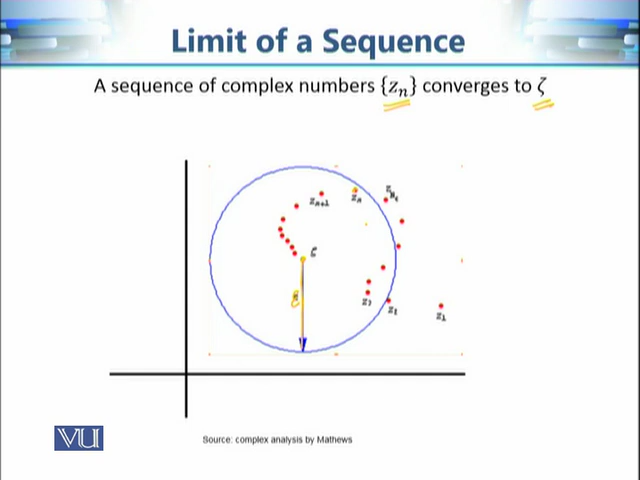 Limit of a Sequence
A sequence of complex numbers {zₙ} converges to ζ
zₙ₊₁
zₙ
ζ
ε
z₃
z₂
z₁
VU
Source: complex analysis by Mathews